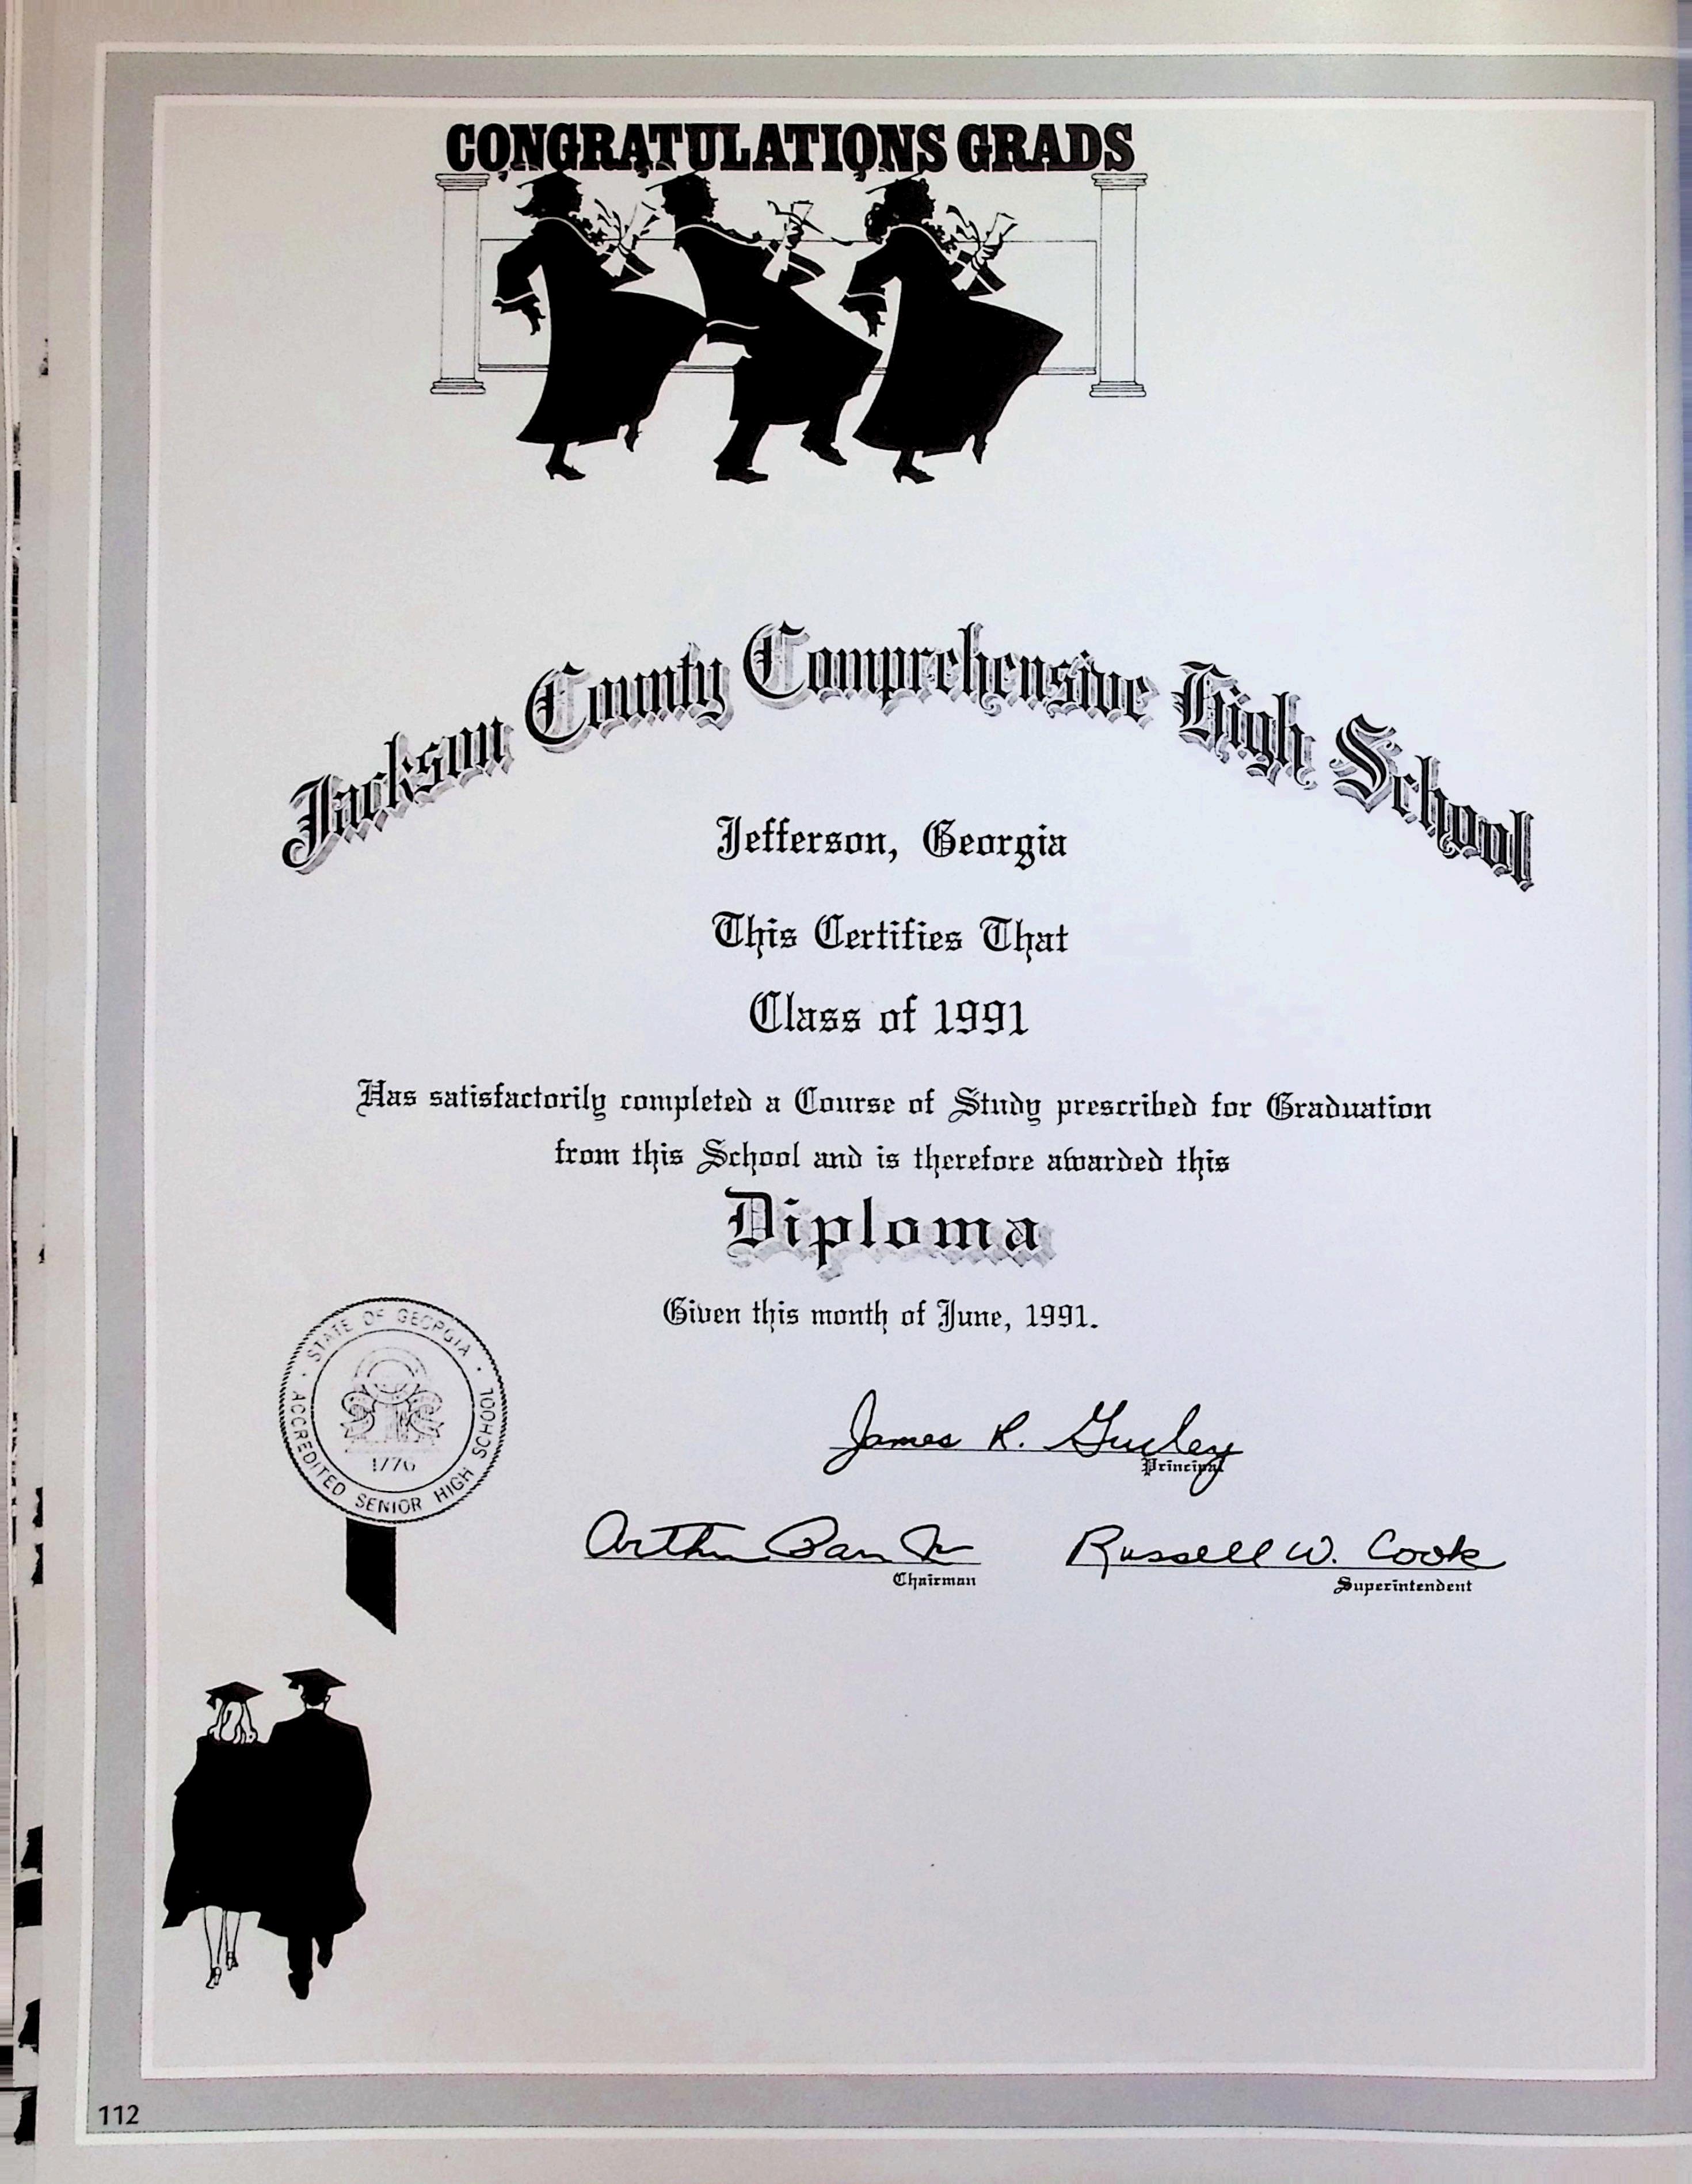 CONGRATULATIONS GRADS
Jackson County Comprehensive High School
Jefferson, Georgia
This Certifies That
Class of 1991
Has satisfactorily completed a Course of Study prescribed for Graduation
from this School and is therefore awarded this
Diploma
Given this month of June, 1991.
STATE OF GEORGIA
ACCREDITED SENIOR HIGH SCHOOL
1776
James R. Gurley
Principal
Arthur
Chairman
Russell W. Cook
Superintendent
112